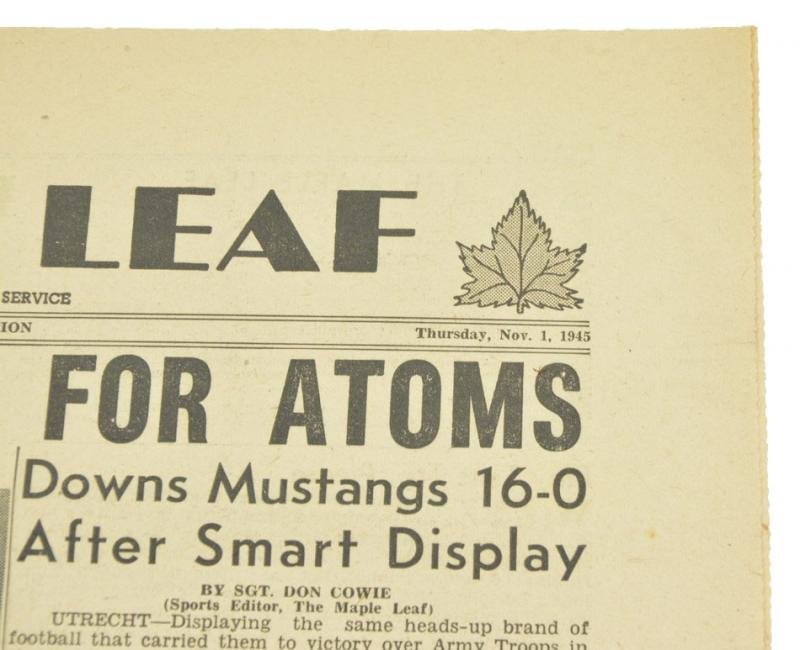 LEAF
SERVICE
ION
Thursday, Nov. 1, 1945
FOR ATOMS
Downs Mustangs 16-0
After Smart Display
BY SGT. DON COWIE
(Sports Editor, The Maple Leaf)
UTRECHT—Displaying the same heads-up brand of
football that carried them to victory over Army Troops in